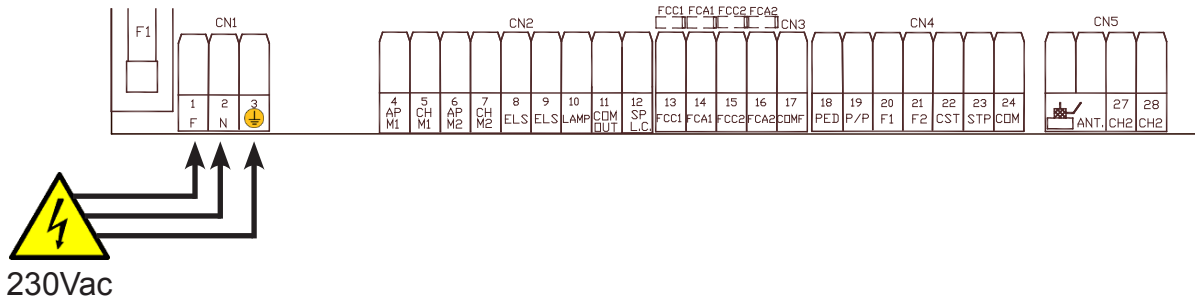 FCC1 FCA1 FCC2 FCA2
CN1 CN2 CN3 CN4 CN5
F1
1 2 3 4 5 6 7 8 9 10 11 12 13 14 15 16 17 18 19 20 21 22 23 24 27 28
F N AP M1 CH M1 AP M2 CH M2 ELS ELS LAMP COM OUT SP. L.C. FCC1 FCA1 FCC2 FCA2 COMF PED P/P F1 F2 CST STP COM ANT. CH2 CH2
230Vac